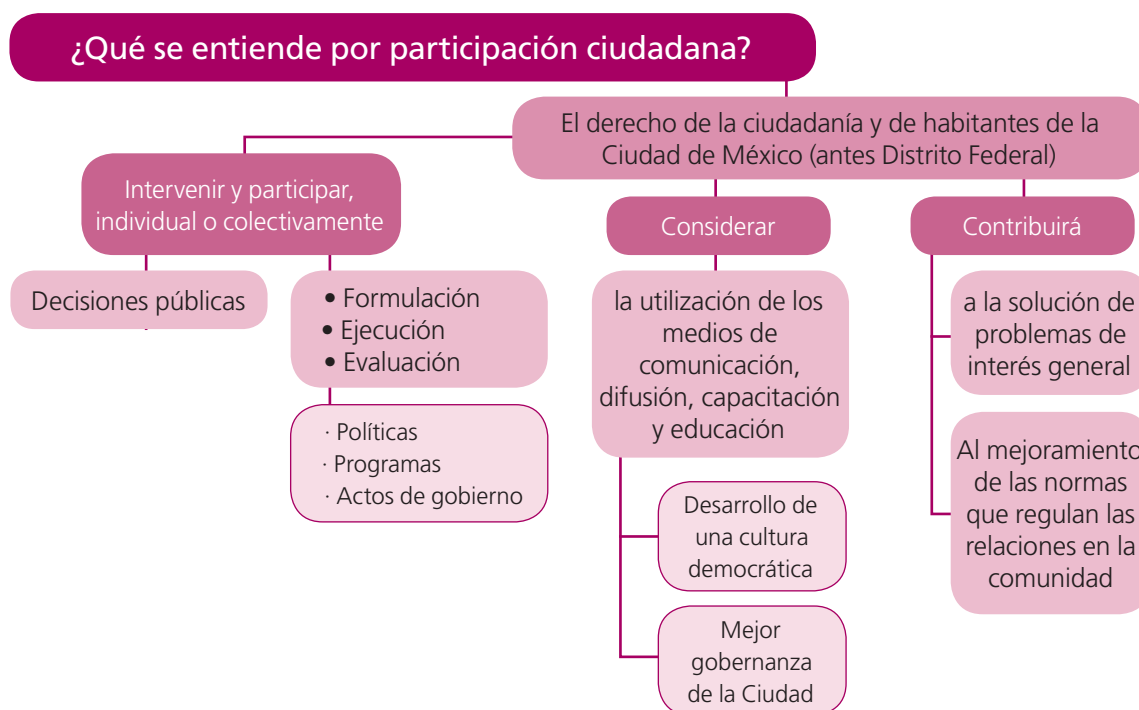 ¿Qué se entiende por participación ciudadana?
El derecho de la ciudadanía y de habitantes de la
Ciudad de México (antes Distrito Federal)
Intervenir y participar,
individual o colectivamente
Decisiones públicas
• Formulación
• Ejecución
• Evaluación
· Políticas
· Programas
· Actos de gobierno
Considerar
la utilización de los
medios de
comunicación,
difusión, capacitación
y educación
Desarrollo de
una cultura
democrática
Mejor
gobernanza
de la Ciudad
Contribuirá
a la solución de
problemas de
interés general
Al mejoramiento
de las normas
que regulan las
relaciones en la
comunidad